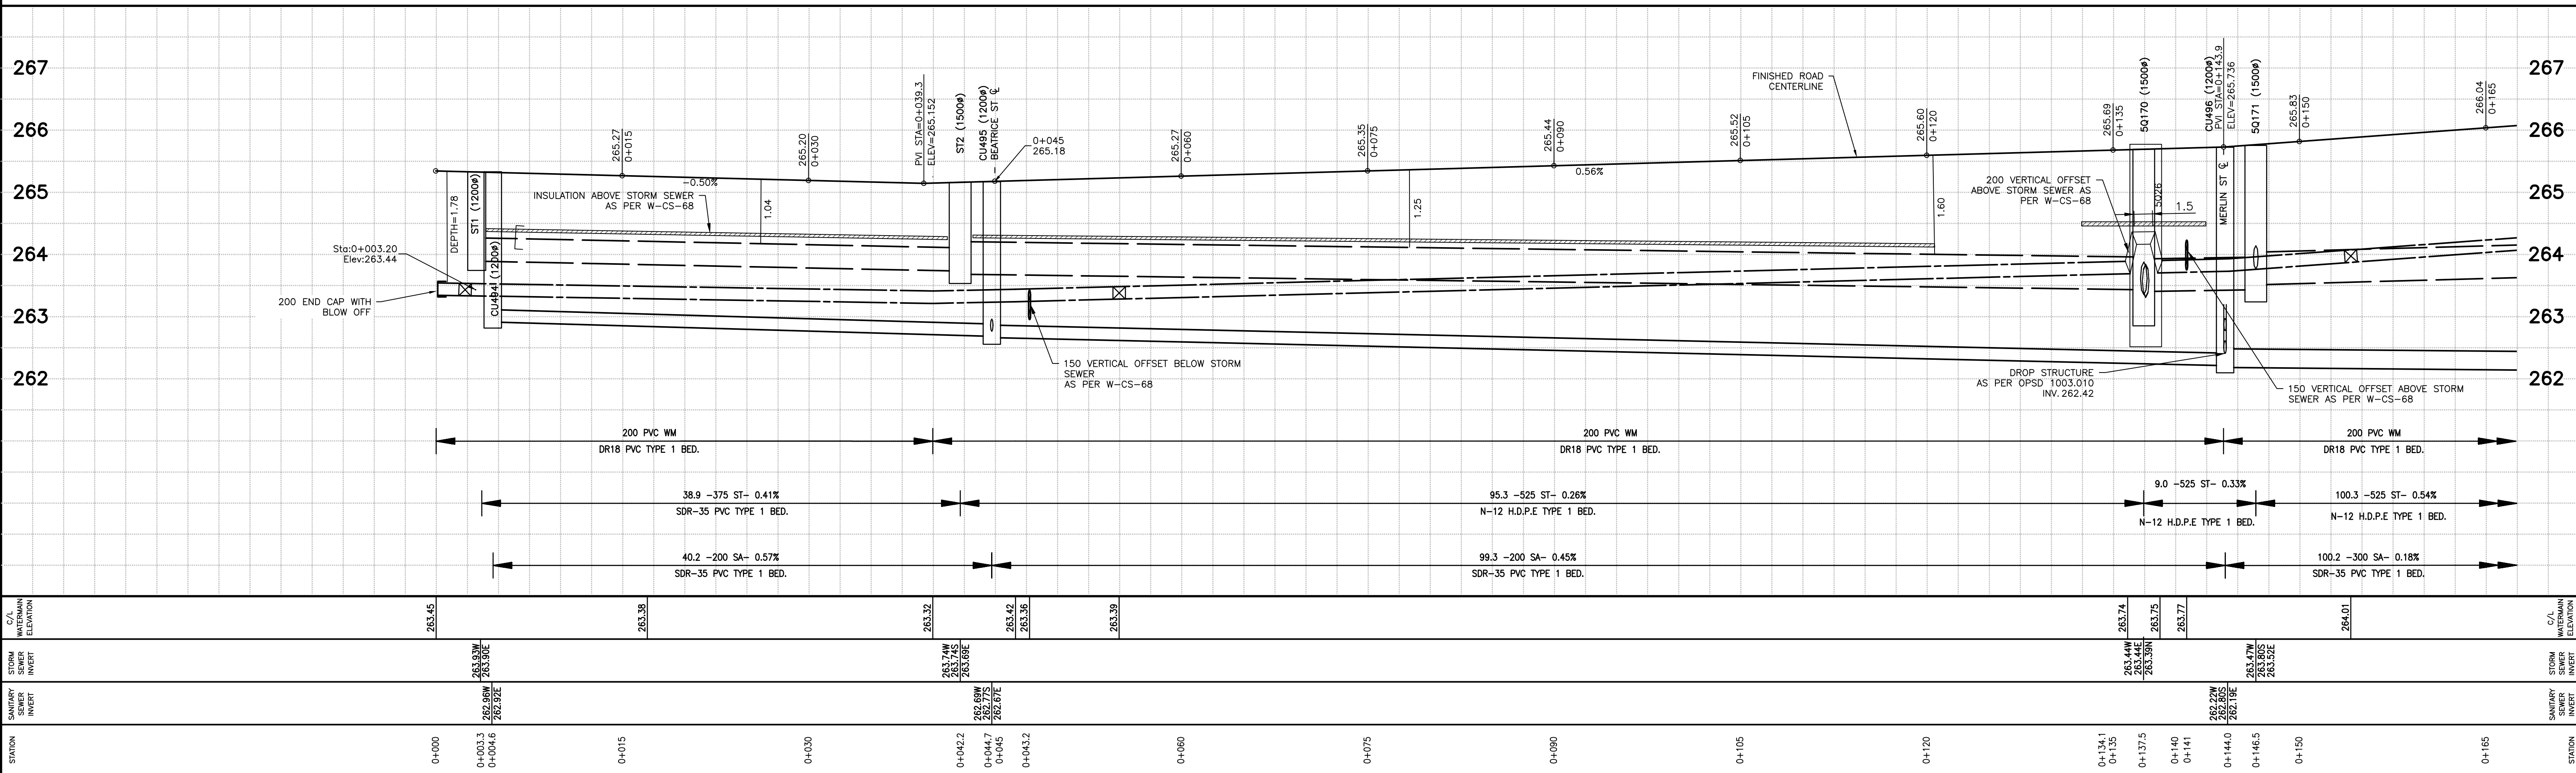 267
266
265
264
263
262
267
266
265
264
263
262
DEPTH=1.78
ST1 (1200ø)
CU494 (1200ø)
Sta:0+003.20
Elev:263.44
200 END CAP WITH
BLOW OFF
265.27
0+015
INSULATION ABOVE STORM SEWER
AS PER W-CS-68
-0.50%
1.04
265.20
0+030
PVI STA=0+039.3
ELEV=265.152
ST2 (1500ø)
CU495 (1200ø)
BEATRICE ST ℄
0+045
265.18
150 VERTICAL OFFSET BELOW STORM
SEWER
AS PER W-CS-68
265.27
0+060
265.35
0+075
1.25
265.44
0+090
0.56%
265.52
0+105
FINISHED ROAD
CENTERLINE
265.60
0+120
1.60
200 VERTICAL OFFSET
ABOVE STORM SEWER AS
PER W-CS-68
265.69
0+135
5Q170 (1500ø)
5Q26
1.5
CU496 (1200ø)
PVI STA=0+143.9
ELEV=265.736
MERLIN ST ℄
5Q171 (1500ø)
265.83
0+150
266.04
0+165
DROP STRUCTURE
AS PER OPSD 1003.010
INV. 262.42
150 VERTICAL OFFSET ABOVE STORM
SEWER AS PER W-CS-68
200 PVC WM
DR18 PVC TYPE 1 BED.
200 PVC WM
DR18 PVC TYPE 1 BED.
200 PVC WM
DR18 PVC TYPE 1 BED.
38.9 -375 ST- 0.41%
SDR-35 PVC TYPE 1 BED.
95.3 -525 ST- 0.26%
N-12 H.D.P.E TYPE 1 BED.
9.0 -525 ST- 0.33%
N-12 H.D.P.E TYPE 1 BED.
100.3 -525 ST- 0.54%
N-12 H.D.P.E TYPE 1 BED.
40.2 -200 SA- 0.57%
SDR-35 PVC TYPE 1 BED.
99.3 -200 SA- 0.45%
SDR-35 PVC TYPE 1 BED.
100.2 -300 SA- 0.18%
SDR-35 PVC TYPE 1 BED.
C/L
WATERMAIN
ELEVATION
263.45
263.38
263.32
263.42
263.36
263.39
263.74
263.75
263.77
264.01
C/L
WATERMAIN
ELEVATION
STORM
SEWER
INVERT
263.93W
263.90E
263.74W
263.74S
263.69E
263.44W
263.44E
263.39N
263.47W
263.80S
263.52E
STORM
SEWER
INVERT
SANITARY
SEWER
INVERT
262.96W
262.92E
262.69W
262.77S
262.67E
262.22W
262.80S
262.19E
SANITARY
SEWER
INVERT
STATION
0+000
0+003.3
0+004.6
0+015
0+030
0+042.2
0+044.7
0+045
0+043.2
0+060
0+075
0+090
0+105
0+120
0+134.1
0+135
0+137.5
0+140
0+141
0+144.0
0+146.5
0+150
0+165
STATION